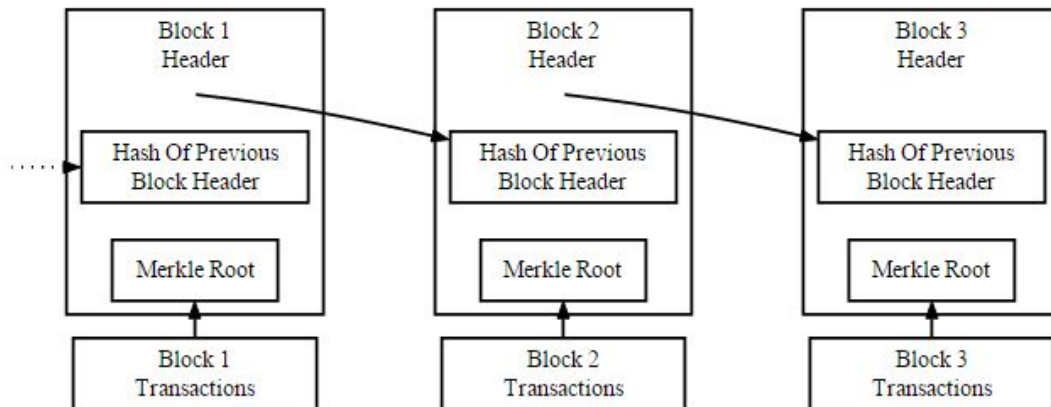 Block 1
Header
Hash Of Previous
Block Header
Merkle Root
Block 1
Transactions
Block 2
Header
Hash Of Previous
Block Header
Merkle Root
Block 2
Transactions
Block 3
Header
Hash Of Previous
Block Header
Merkle Root
Block 3
Transactions